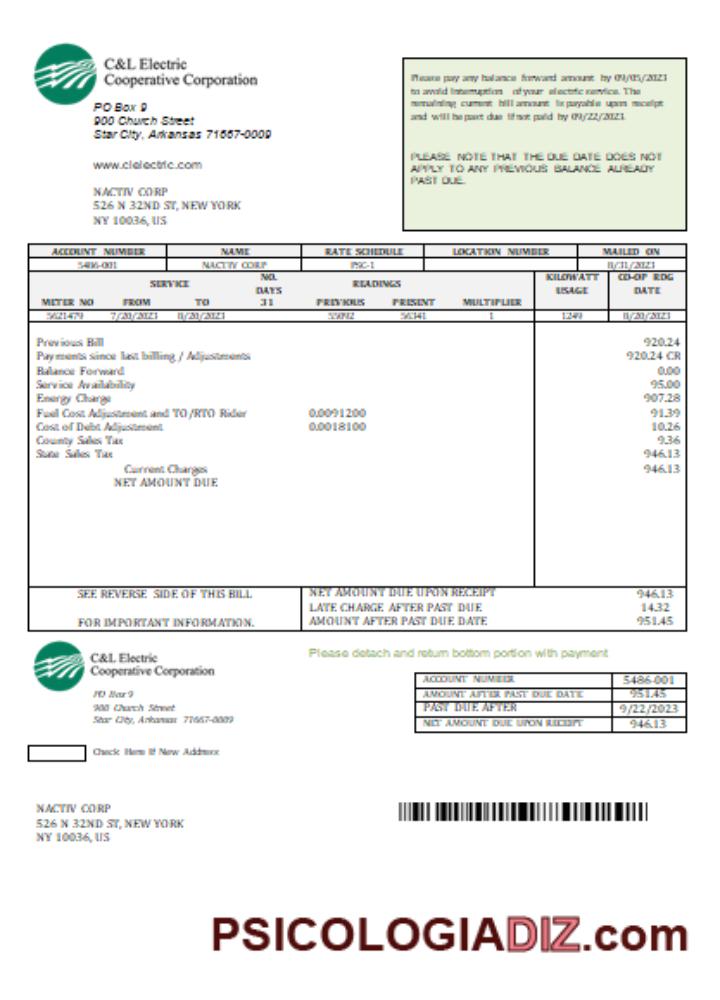 C&L Electric
Cooperative Corporation
PO Box 9
900 Church Street
Star City, Arkansas 71667-0009
www.clelectric.com
NACTIV CORP
526 N 32ND ST, NEW YORK
NY 10036, US
Please pay any balance forward amount by 09/05/2023
to avoid interruption of your electric service. The
remaining current bill amount is payable upon receipt
and will be past due if not paid by 09/22/2023.
PLEASE NOTE THAT THE DUE DATE DOES NOT
APPLY TO ANY PREVIOUS BALANCE ALREADY
PAST DUE.
ACCOUNT NUMBER NAME RATE SCHEDULE LOCATION NUMBER MAILED ON
5486-001 NACTIV CORP PSC-1 8/31/2023
SERVICE NO. DAYS READINGS KILOWATT USAGE CO-OP RDG DATE
METER NO FROM TO 31 PREVIOUS PRESENT MULTIPLIER
5621479 7/20/2023 8/20/2023 55092 56341 1 1249 8/20/2023
Previous Bill 920.24
Payments since last billing / Adjustments 920.24 CR
Balance Forward 0.00
Service Availability 95.00
Energy Charge 907.28
Fuel Cost Adjustment and TO/RTO Rider 0.0091200 91.39
Cost of Debt Adjustment 0.0018100 10.26
County Sales Tax 9.36
State Sales Tax 946.13
Current Charges 946.13
NET AMOUNT DUE
SEE REVERSE SIDE OF THIS BILL
FOR IMPORTANT INFORMATION.
NET AMOUNT DUE UPON RECEIPT 946.13
LATE CHARGE AFTER PAST DUE 14.32
AMOUNT AFTER PAST DUE DATE 951.45
C&L Electric
Cooperative Corporation
PO Box 9
900 Church Street
Star City, Arkansas 71667-0009
Please detach and return bottom portion with payment
ACCOUNT NUMBER 5486-001
AMOUNT AFTER PAST DUE DATE 951.45
PAST DUE AFTER 9/22/2023
NET AMOUNT DUE UPON RECEIPT 946.13
Check Here If New Address
NACTIV CORP
526 N 32ND ST, NEW YORK
NY 10036, US
PSICOLOGIADIZ.com